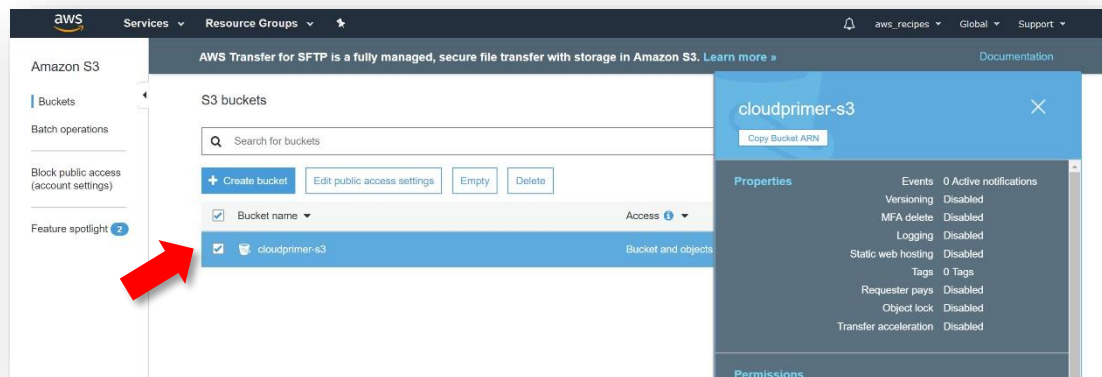 aws Services Resource Groups aws_recipes Global Support
Amazon S3
Buckets
Batch operations
Block public access
(account settings)
Feature spotlight 2
AWS Transfer for SFTP is a fully managed, secure file transfer with storage in Amazon S3. Learn more » Documentation
S3 buckets
Search for buckets
+ Create bucket Edit public access settings Empty Delete
Bucket name Access
cloudprimer-s3 Bucket and objects
cloudprimer-s3
Copy Bucket ARN
Properties Events 0 Active notifications
Versioning Disabled
MFA delete Disabled
Logging Disabled
Static web hosting Disabled
Tags 0 Tags
Requester pays Disabled
Object lock Disabled
Transfer acceleration Disabled
Permissions